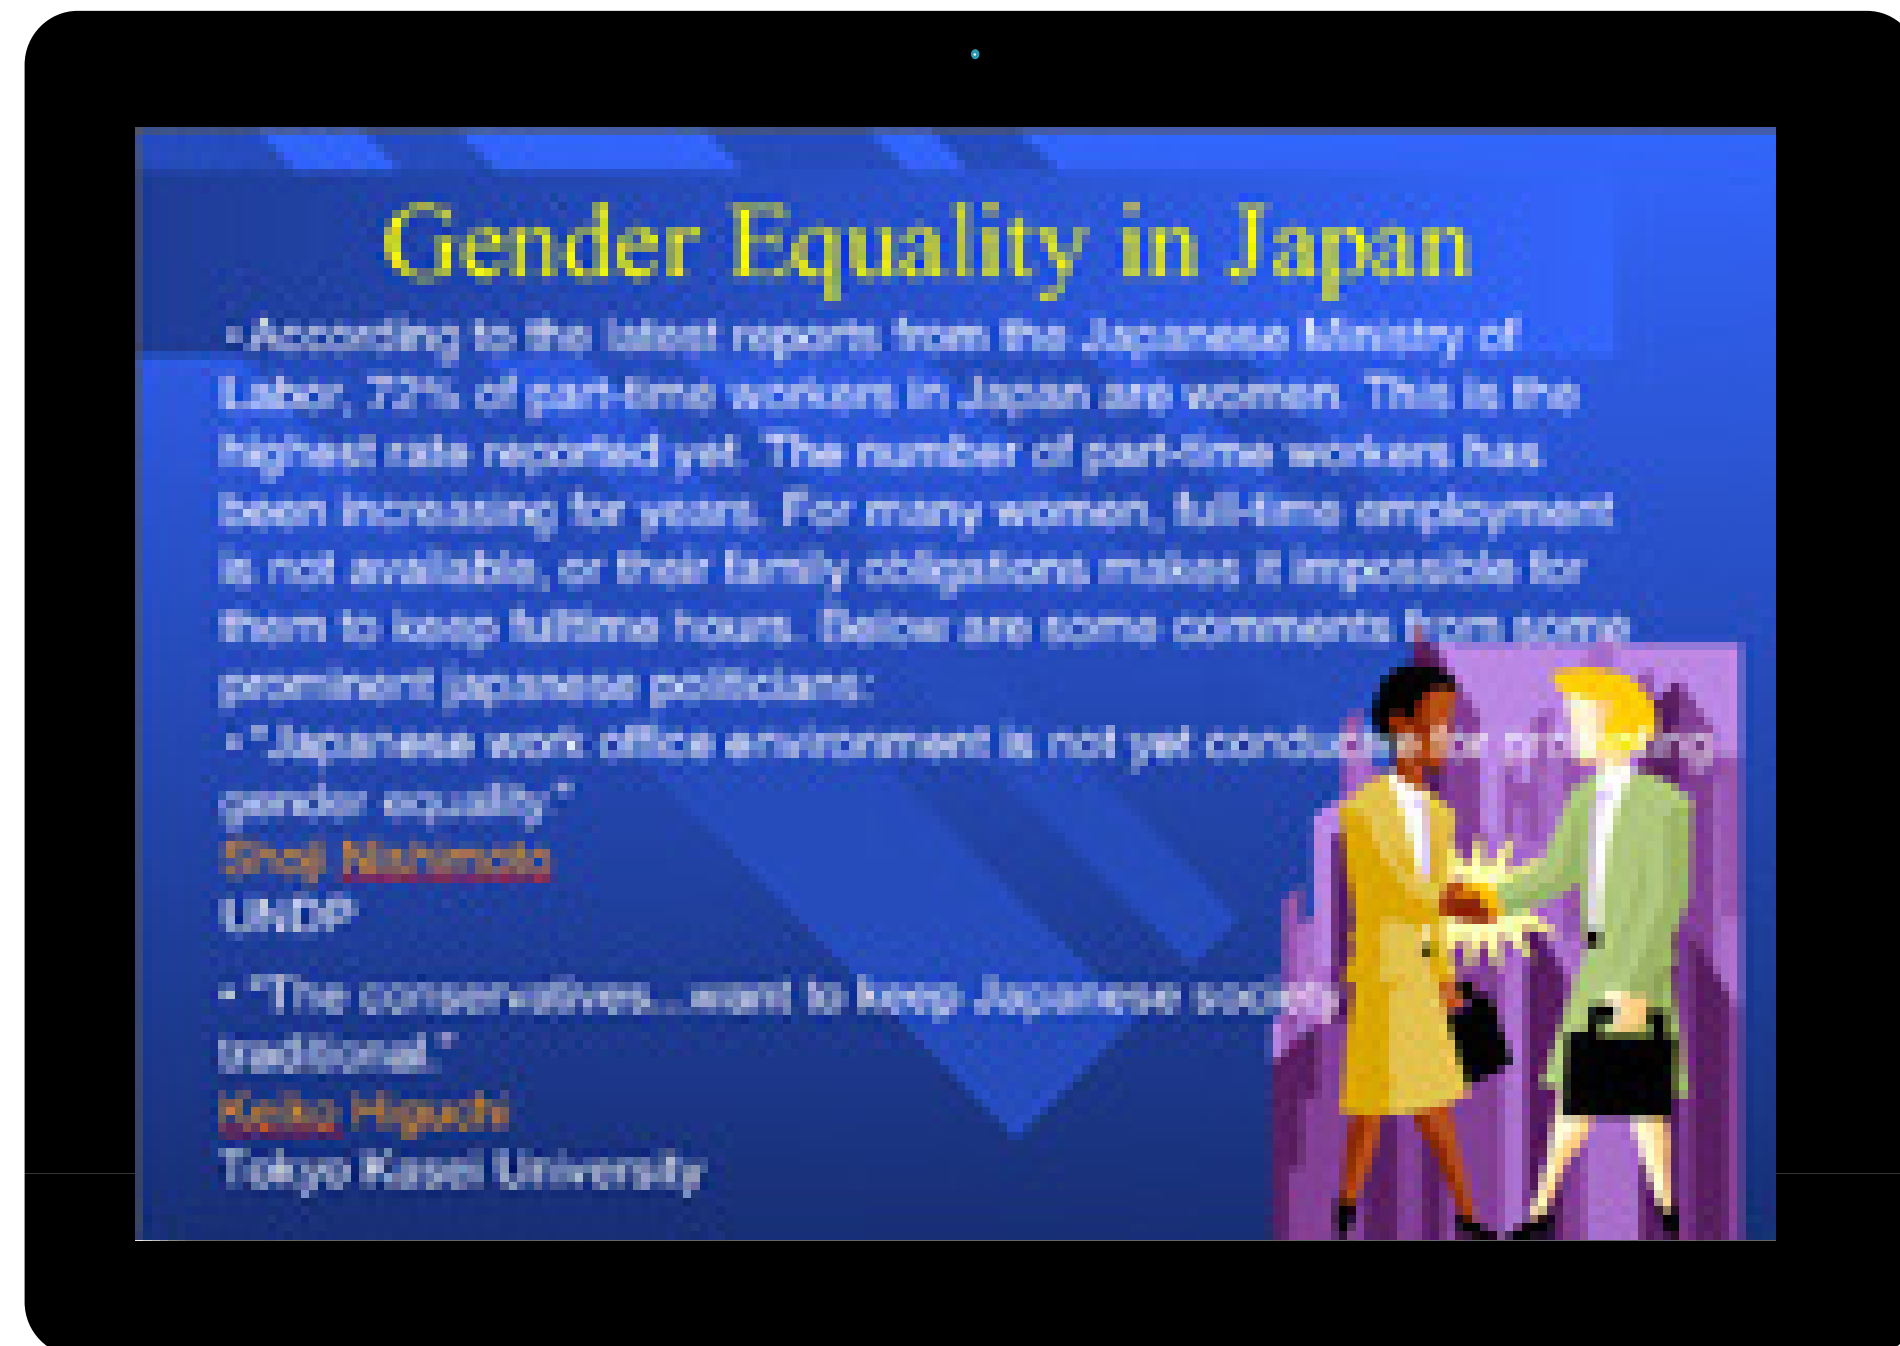 Gender Equality in Japan
•According to the latest reports from the Japanese Ministry of
Labor, 72% of part-time workers in Japan are women. This is the
highest rate reported yet. The number of part-time workers has
been increasing for years. For many women, full-time employment
is not available, or their family obligations makes it impossible for
them to keep fulltime hours. Below are some comments from some
prominent japanese politicians:
•"Japanese work office environment is not yet
gender equality"
Shoji Nishimoto
UNDP
• "The conservatives...want to keep Japanese society
traditional."
Keiko Higuchi
Tokyo Kasei University